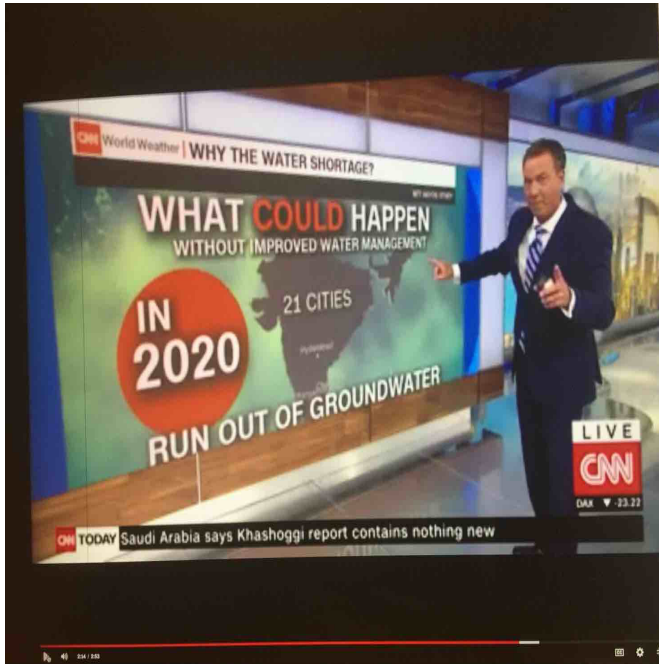 CNN World Weather | WHY THE WATER SHORTAGE?
WHAT COULD HAPPEN
WITHOUT IMPROVED WATER MANAGEMENT
IN
2020
21 CITIES
Hyderabad
RUN OUT OF GROUNDWATER
LIVE
CNN
DAX ▼ -23.22
CNN TODAY Saudi Arabia says Khashoggi report contains nothing new